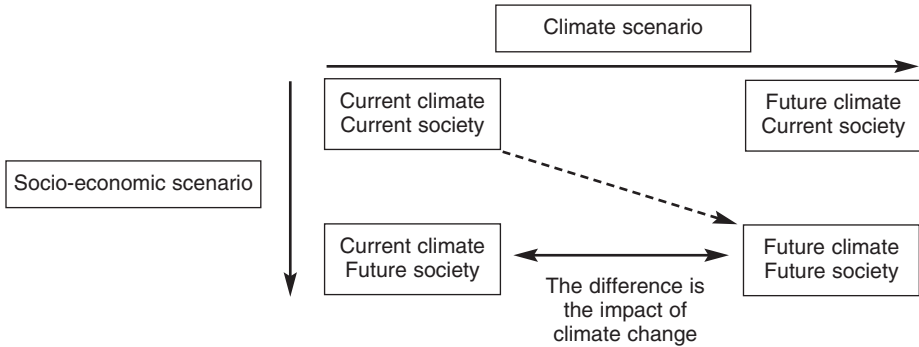 Climate scenario
Current climate
Current society
Future climate
Current society
Socio-economic scenario
Current climate
Future society
Future climate
Future society
The difference is
the impact of
climate change